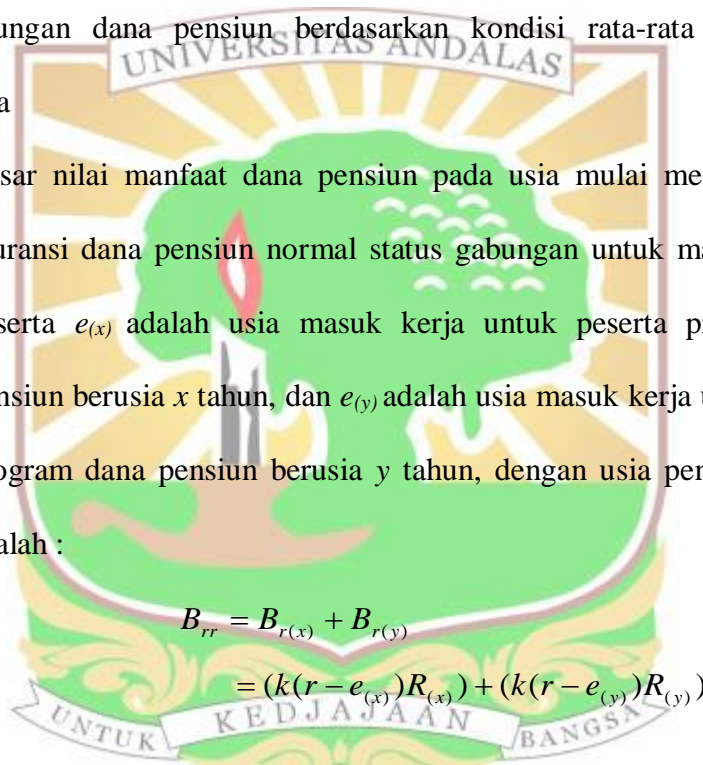 ungan dana pensiun berdasarkan kondisi rata-rata
UNIVERSITAS ANDALAS
a
sar nilai manfaat dana pensiun pada usia mulai me
uransi dana pensiun normal status gabungan untuk ma
serta e(x) adalah usia masuk kerja untuk peserta p
nsiun berusia x tahun, dan e(y) adalah usia masuk kerja u
ogram dana pensiun berusia y tahun, dengan usia pen
alah :
B_rr = B_r(x) + B_r(y)
= (k(r − e_(x))R_(x)) + (k(r − e_(y))R_(y))
UNTUK KEDJAJAAN BANGSA